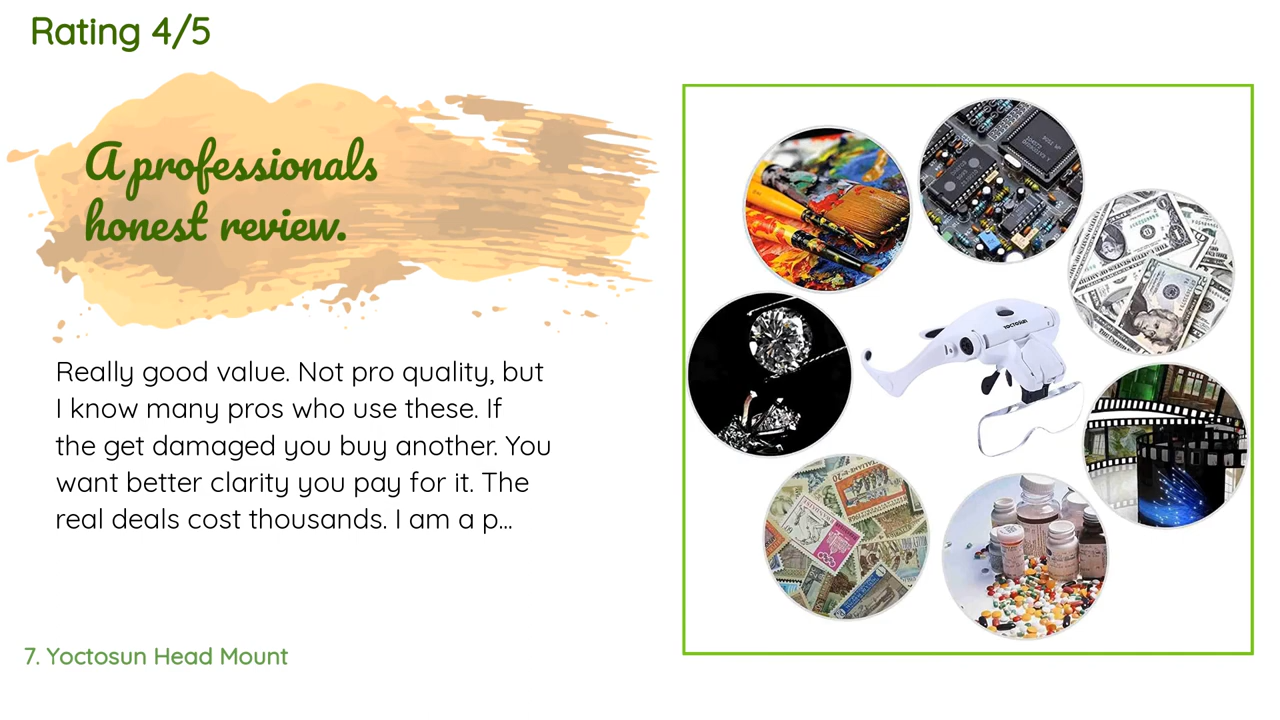 Rating 4/5
A professionals
honest review.
Really good value. Not pro quality, but
I know many pros who use these. If
the get damaged you buy another. You
want better clarity you pay for it. The
real deals cost thousands. I am a p...
YOCTOSUN
7. Yoctosun Head Mount